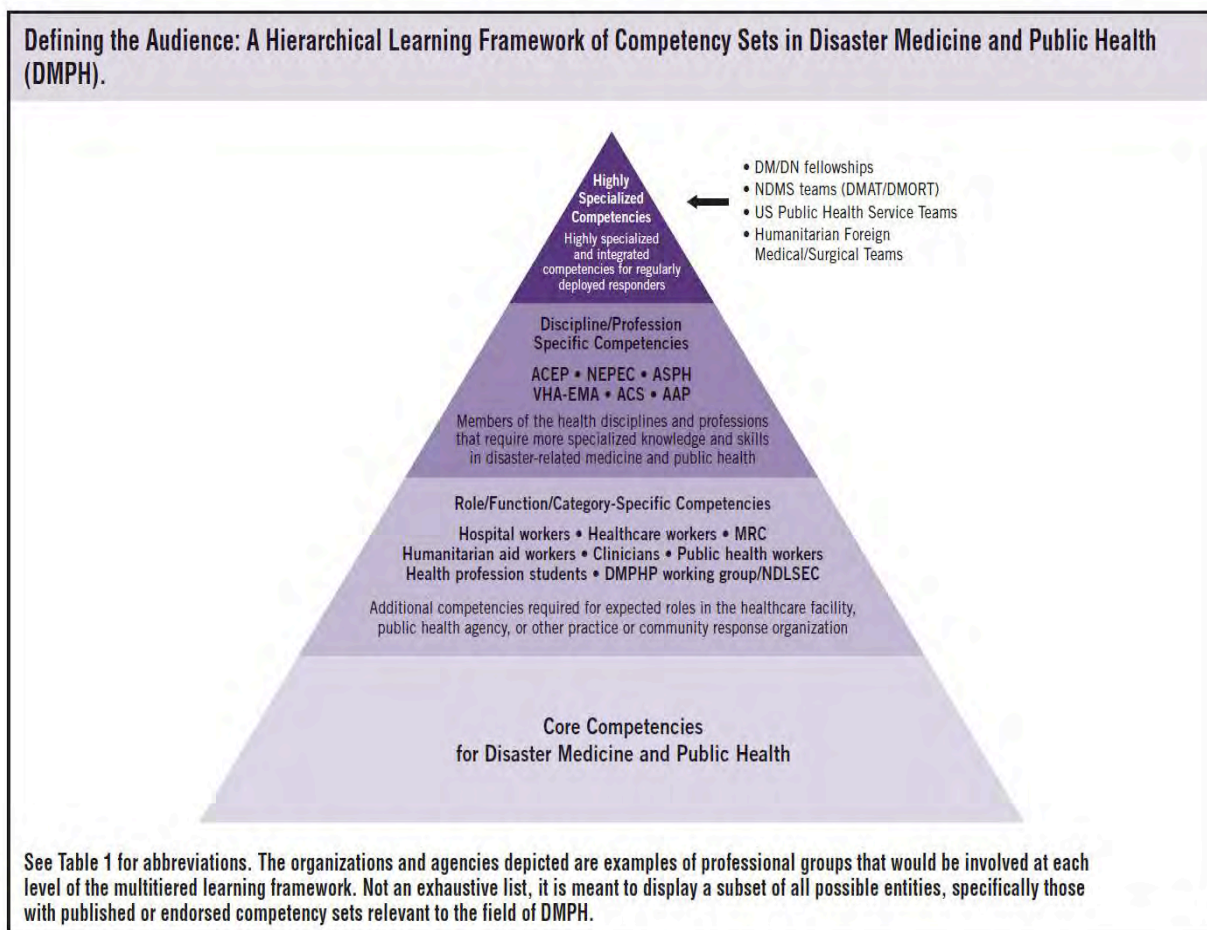 Defining the Audience: A Hierarchical Learning Framework of Competency Sets in Disaster Medicine and Public Health
(DMPH).
Highly
Specialized
Competencies
Highly specialized
and integrated
competencies for regularly
deployed responders
• DM/DN fellowships
• NDMS teams (DMAT/DMORT)
• US Public Health Service Teams
• Humanitarian Foreign
Medical/Surgical Teams
Discipline/Profession
Specific Competencies
ACEP • NEPEC • ASPH
VHA-EMA • ACS • AAP
Members of the health disciplines and professions
that require more specialized knowledge and skills
in disaster-related medicine and public health
Role/Function/Category-Specific Competencies
Hospital workers • Healthcare workers • MRC
Humanitarian aid workers • Clinicians • Public health workers
Health profession students • DMPHP working group/NDLSEC
Additional competencies required for expected roles in the healthcare facility,
public health agency, or other practice or community response organization
Core Competencies
for Disaster Medicine and Public Health
See Table 1 for abbreviations. The organizations and agencies depicted are examples of professional groups that would be involved at each
level of the multitiered learning framework. Not an exhaustive list, it is meant to display a subset of all possible entities, specifically those
with published or endorsed competency sets relevant to the field of DMPH.